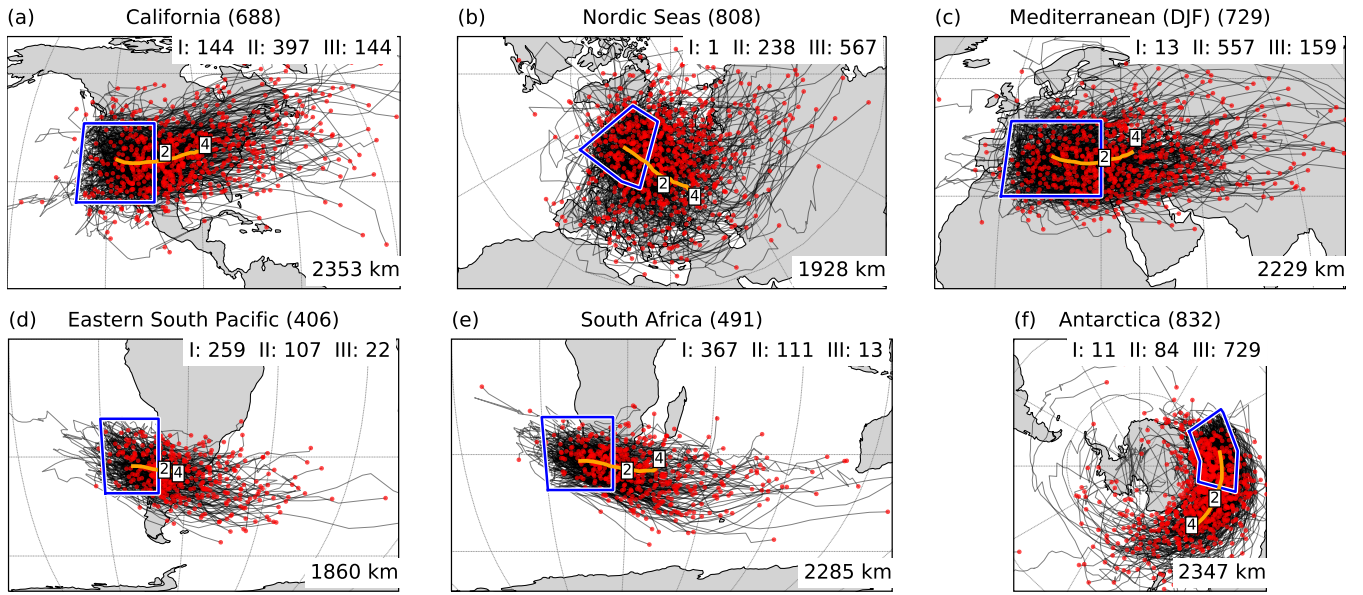 (a) California (688)
I: 144 II: 397 III: 144
2
4
2353 km
(b) Nordic Seas (808)
I: 1 II: 238 III: 567
2
4
1928 km
(c) Mediterranean (DJF) (729)
I: 13 II: 557 III: 159
2
4
2229 km
(d) Eastern South Pacific (406)
I: 259 II: 107 III: 22
2
4
1860 km
(e) South Africa (491)
I: 367 II: 111 III: 13
2
4
2285 km
(f) Antarctica (832)
I: 11 II: 84 III: 729
2
4
2347 km